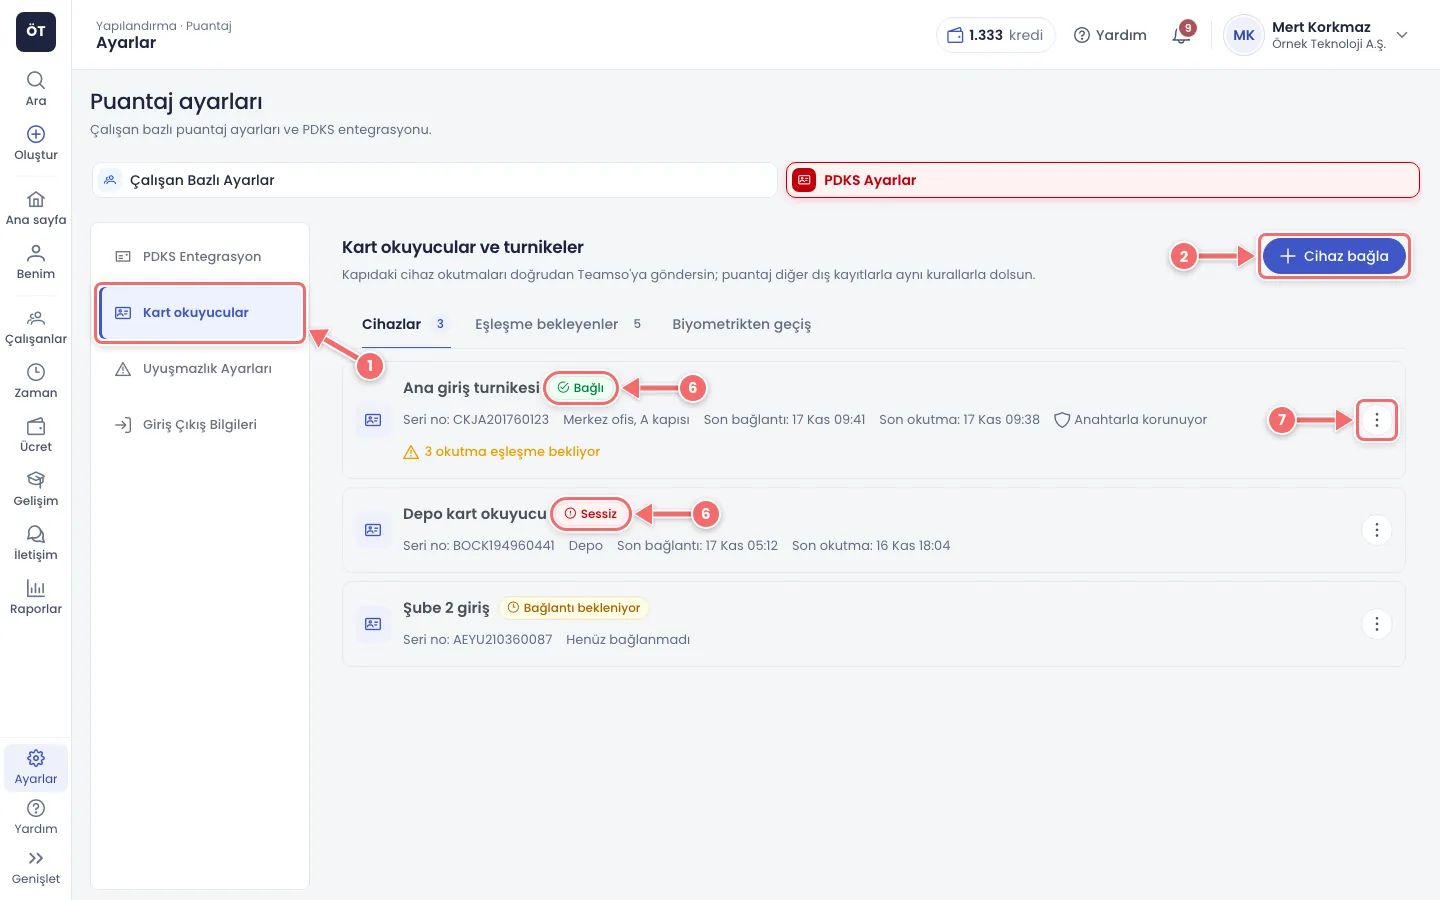 ÖT
Ara
Oluştur
Ana sayfa
Benim
Çalışanlar
Zaman
Ücret
Gelişim
İletişim
Raporlar
Ayarlar
Yardım
Genişlet
Yapılandırma · Puantaj
Ayarlar
1.333 kredi
Yardım
9
MK
Mert Korkmaz
Örnek Teknoloji A.Ş.
Puantaj ayarları
Çalışan bazlı puantaj ayarları ve PDKS entegrasyonu.
Çalışan Bazlı Ayarlar
PDKS Ayarlar
PDKS Entegrasyon
Kart okuyucular
Uyuşmazlık Ayarları
Giriş Çıkış Bilgileri
1
Kart okuyucular ve turnikeler
Kapıdaki cihaz okutmaları doğrudan Teamso'ya göndersin; puantaj diğer dış kayıtlarla aynı kurallarla dolsun.
2
Cihaz bağla
Cihazlar 3
Eşleşme bekleyenler 5
Biyometrikten geçiş
Ana giriş turnikesi Bağlı 6
Seri no: CKJA201760123 Merkez ofis, A kapısı Son bağlantı: 17 Kas 09:41 Son okutma: 17 Kas 09:38 Anahtarla korunuyor
7
3 okutma eşleşme bekliyor
Depo kart okuyucu Sessiz 6
Seri no: BOCK194960441 Depo Son bağlantı: 17 Kas 05:12 Son okutma: 16 Kas 18:04
Şube 2 giriş Bağlantı bekleniyor
Seri no: AEYU210360087 Henüz bağlanmadı